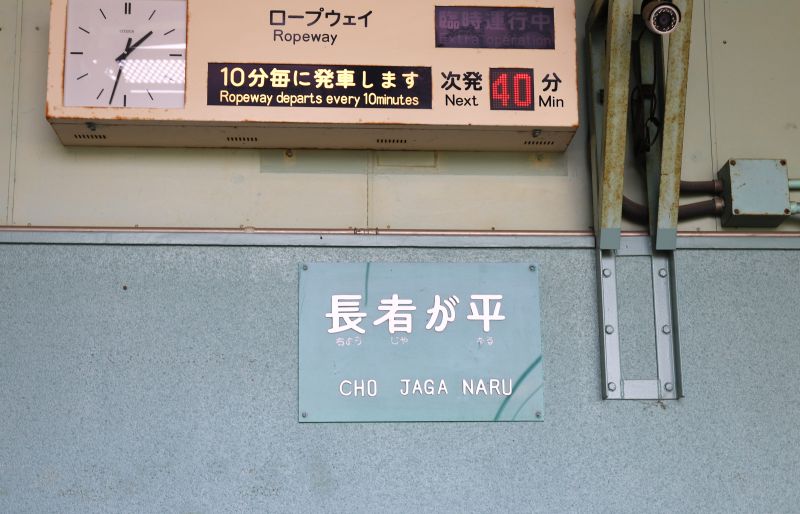 CITIZEN
ロープウェイ
Ropeway
臨時運行中
Extra operation
10分毎に発車します
Ropeway departs every 10minutes
次発 40 分
Next Min
長者が平
ちょう じゃ なる
CHO JAGA NARU